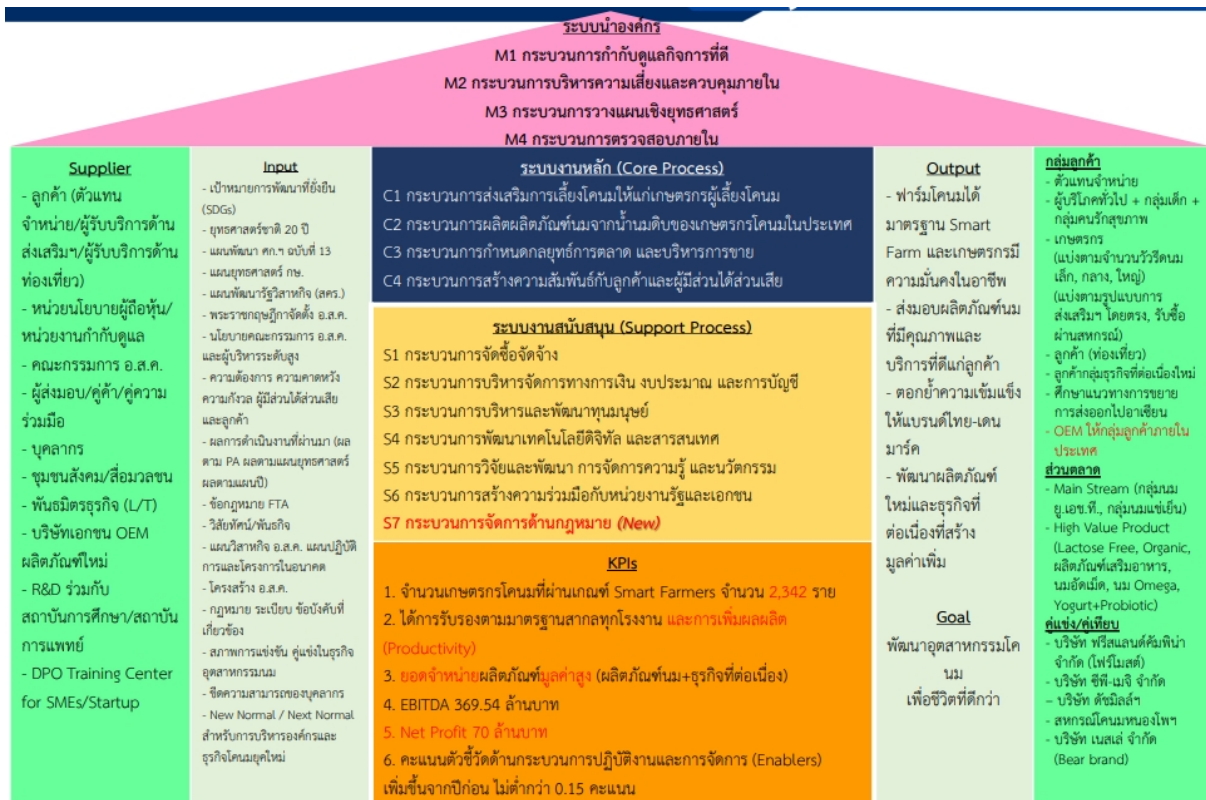 ระบบนำองค์กร
M1 กระบวนการกำกับดูแลกิจการที่ดี
M2 กระบวนการบริหารความเสี่ยงและควบคุมภายใน
M3 กระบวนการวางแผนเชิงยุทธศาสตร์
M4 กระบวนการตรวจสอบภายใน
Supplier
- ลูกค้า (ตัวแทน
จำหน่าย/ผู้รับบริการด้าน
ส่งเสริมฯ/ผู้รับบริการด้าน
ท่องเที่ยว)
- หน่วยนโยบายผู้ถือหุ้น/
หน่วยงานกำกับดูแล
- คณะกรรมการ อ.ส.ค.
- ผู้ส่งมอบ/คู่ค้า/คู่ความ
ร่วมมือ
- บุคลากร
- ชุมชนสังคม/สื่อมวลชน
- พันธมิตรธุรกิจ (L/T)
- บริษัทเอกชน OEM
ผลิตภัณฑ์ใหม่
- R&D ร่วมกับ
สถาบันการศึกษา/สถาบัน
การแพทย์
- DPO Training Center
for SMEs/Startup
Input
- เป้าหมายการพัฒนาที่ยั่งยืน
(SDGs)
- ยุทธศาสตร์ชาติ 20 ปี
- แผนพัฒนา ศก.ฯ ฉบับที่ 13
- แผนยุทธศาสตร์ กษ.
- แผนพัฒนารัฐวิสาหกิจ (สคร.)
- พระราชกฤษฎีกาจัดตั้ง อ.ส.ค.
- นโยบายคณะกรรมการ อ.ส.ค.
และผู้บริหารระดับสูง
- ความต้องการ ความคาดหวัง
ความกังวล ผู้มีส่วนได้ส่วนเสีย
และลูกค้า
- ผลการดำเนินงานที่ผ่านมา (ผล
ตาม PA ผลตามแผนยุทธศาสตร์
ผลตามแผนปี)
- ข้อกฎหมาย FTA
- วิสัยทัศน์/พันธกิจ
- แผนวิสาหกิจ อ.ส.ค. แผนปฏิบัติ
การและโครงการในอนาคต
- โครงสร้าง อ.ส.ค.
- กฎหมาย ระเบียบ ข้อบังคับที่
เกี่ยวข้อง
- สภาพการแข่งขัน คู่แข่งในธุรกิจ
อุตสาหกรรมนม
- ขีดความสามารถของบุคลากร
- New Normal / Next Normal
สำหรับการบริหารองค์กรและ
ธุรกิจโคนมยุคใหม่
ระบบงานหลัก (Core Process)
C1 กระบวนการส่งเสริมการเลี้ยงโคนมให้แก่เกษตรกรผู้เลี้ยงโคนม
C2 กระบวนการผลิตผลิตภัณฑ์นมจากน้ำนมดิบของเกษตรกรโคนมในประเทศ
C3 กระบวนการกำหนดกลยุทธ์การตลาด และบริหารการขาย
C4 กระบวนการสร้างความสัมพันธ์กับลูกค้าและผู้มีส่วนได้ส่วนเสีย
ระบบงานสนับสนุน (Support Process)
S1 กระบวนการจัดซื้อจัดจ้าง
S2 กระบวนการบริหารจัดการทางการเงิน งบประมาณ และการบัญชี
S3 กระบวนการบริหารและพัฒนาทุนมนุษย์
S4 กระบวนการพัฒนาเทคโนโลยีดิจิทัล และสารสนเทศ
S5 กระบวนการวิจัยและพัฒนา การจัดการความรู้ และนวัตกรรม
S6 กระบวนการสร้างความร่วมมือกับหน่วยงานรัฐและเอกชน
S7 กระบวนการจัดการด้านกฎหมาย (New)
KPIs
1. จำนวนเกษตรกรโคนมที่ผ่านเกณฑ์ Smart Farmers จำนวน 2,342 ราย
2. ได้การรับรองตามมาตรฐานสากลทุกโรงงาน และการเพิ่มผลผลิต
(Productivity)
3. ยอดจำหน่ายผลิตภัณฑ์มูลค่าสูง (ผลิตภัณฑ์นม+ธุรกิจที่ต่อเนื่อง)
4. EBITDA 369.54 ล้านบาท
5. Net Profit 70 ล้านบาท
6. คะแนนตัวชี้วัดด้านกระบวนการปฏิบัติงานและการจัดการ (Enablers)
เพิ่มขึ้นจากปีก่อน ไม่ต่ำกว่า 0.15 คะแนน
Output
- ฟาร์มโคนมได้
มาตรฐาน Smart
Farm และเกษตรกรมี
ความมั่นคงในอาชีพ
- ส่งมอบผลิตภัณฑ์นม
ที่มีคุณภาพและ
บริการที่ดีแก่ลูกค้า
- ตอกย้ำความเข้มแข็ง
ให้แบรนด์ไทย-เดน
มาร์ค
- พัฒนาผลิตภัณฑ์
ใหม่และธุรกิจที่
ต่อเนื่องที่สร้าง
มูลค่าเพิ่ม
Goal
พัฒนาอุตสาหกรรมโค
นม
เพื่อชีวิตที่ดีกว่า
กลุ่มลูกค้า
- ตัวแทนจำหน่าย
- ผู้บริโภคทั่วไป + กลุ่มเด็ก +
กลุ่มคนรักสุขภาพ
- เกษตรกร
(แบ่งตามจำนวนวัวรีดนม
เล็ก, กลาง, ใหญ่)
(แบ่งตามรูปแบบการ
ส่งเสริมฯ โดยตรง, รับซื้อ
ผ่านสหกรณ์)
- ลูกค้า (ท่องเที่ยว)
- ลูกค้ากลุ่มธุรกิจที่ต่อเนื่องใหม่
- ศึกษาแนวทางการขยาย
การส่งออกไปอาเซียน
- OEM ให้กลุ่มลูกค้าภายใน
ประเทศ
ส่วนตลาด
- Main Stream (กลุ่มนม
ยู.เอช.ที., กลุ่มนมแช่เย็น)
- High Value Product
(Lactose Free, Organic,
ผลิตภัณฑ์เสริมอาหาร,
นมอัดเม็ด, นม Omega,
Yogurt+Probiotic)
คู่แข่ง/คู่เทียบ
- บริษัท ฟรีสแลนด์คัมพิน่า
จำกัด (โฟร์โมสต์)
- บริษัท ซีพี-เมจิ จำกัด
– บริษัท ดัชมิลล์ฯ
- สหกรณ์โคนมหนองโพฯ
- บริษัท เนสเล่ จำกัด
(Bear brand)